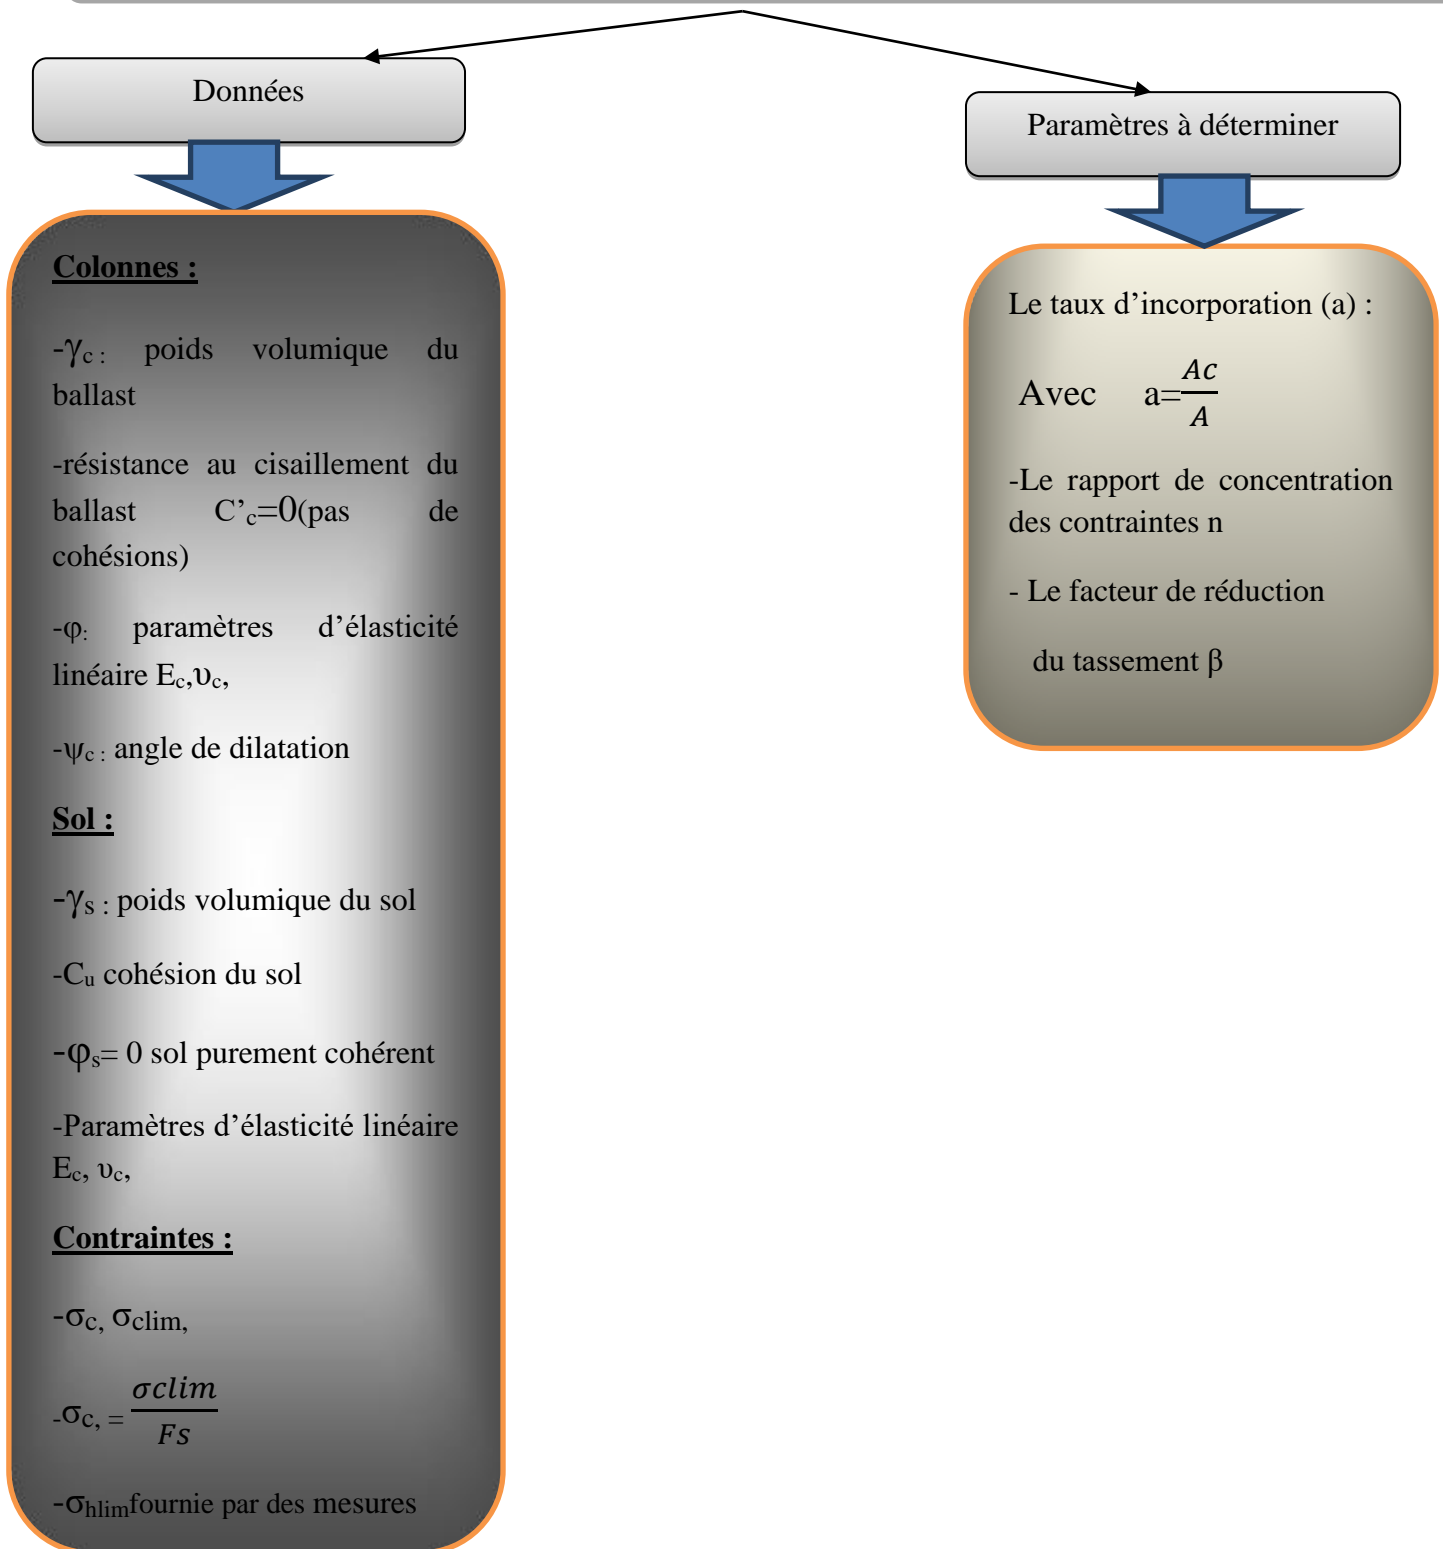 Données
Paramètres à déterminer
Colonnes :
-γc : poids volumique du
ballast
-résistance au cisaillement du
ballast C’c=0(pas de
cohésions)
-φ: paramètres d’élasticité
linéaire Ec,υc,
-ψc : angle de dilatation
Sol :
-γs : poids volumique du sol
-Cu cohésion du sol
-φs= 0 sol purement cohérent
-Paramètres d’élasticité linéaire
Ec, υc,
Contraintes :
-σc, σclim,
-σc, = σclim/Fs
-σhlimfournie par des mesures
Le taux d’incorporation (a) :
Avec a=Ac/A
-Le rapport de concentration
des contraintes n
- Le facteur de réduction
du tassement β